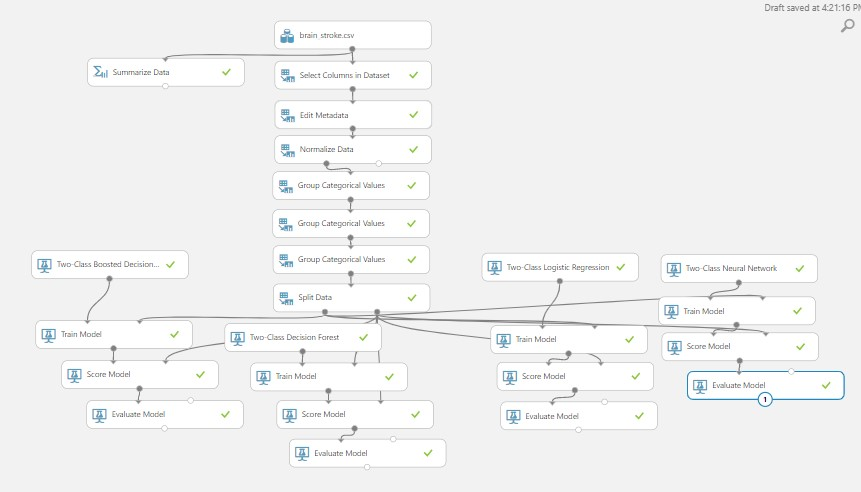 Draft saved at 4:21:16 PM
brain_stroke.csv
Summarize Data
Select Columns in Dataset
Edit Metadata
Normalize Data
Group Categorical Values
Group Categorical Values
Group Categorical Values
Two-Class Boosted Decision...
Two-Class Logistic Regression
Two-Class Neural Network
Split Data
Train Model
Train Model
Two-Class Decision Forest
Train Model
Score Model
Score Model
Train Model
Score Model
Evaluate Model
1
Evaluate Model
Score Model
Evaluate Model
Evaluate Model